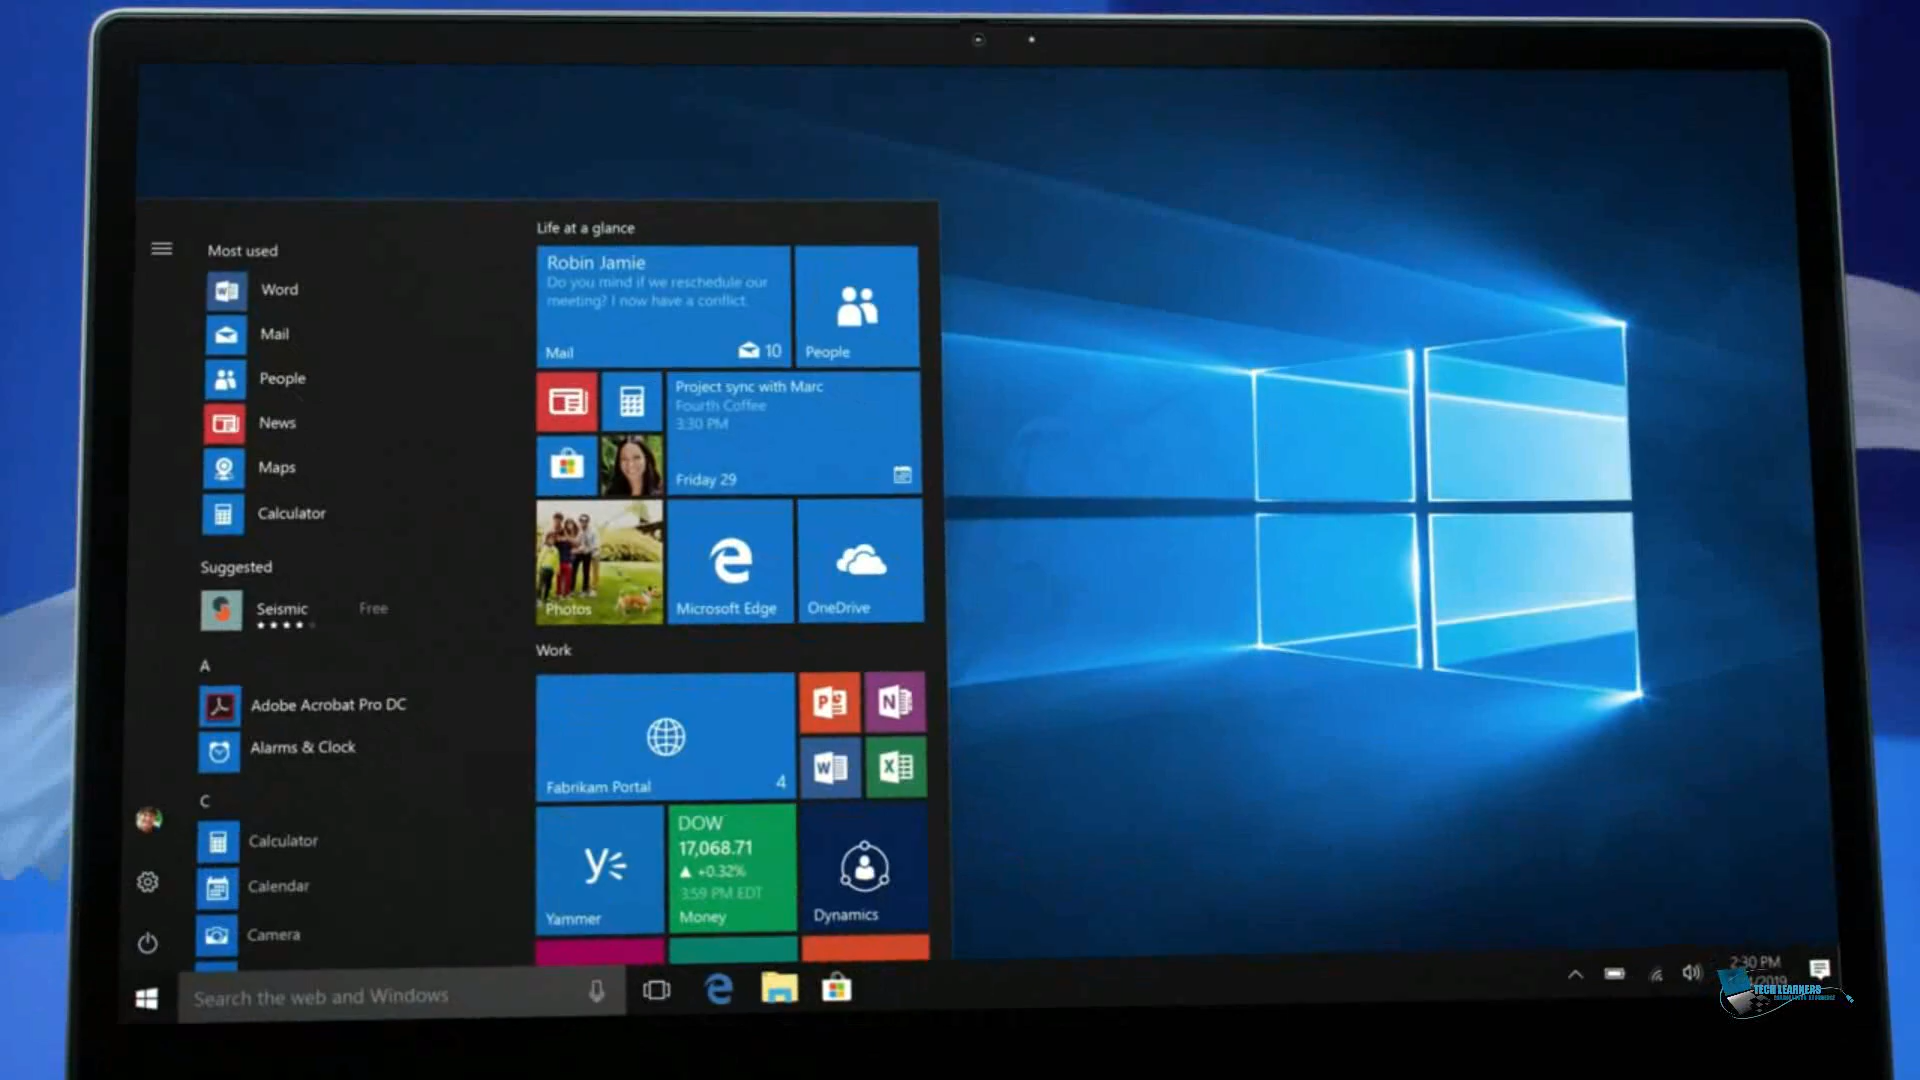 Life at a glance
Most used
Word
Mail
People
News
Maps
Calculator
Suggested
Seismic Free
A
Adobe Acrobat Pro DC
Alarms & Clock
C
Calculator
Calendar
Camera
Robin Jamie
Do you mind if we reschedule our
meeting? I now have a conflict.
Mail 10
People
Project sync with Marc
Fourth Coffee
3:30 PM
Friday 29
Photos
Microsoft Edge
OneDrive
Work
Fabrikam Portal 4
P
N
W
X
Yammer
DOW
17,068.71
▲ +0.32%
3:59 PM EDT
Money
Dynamics
Search the web and Windows
2:30 PM
TECH LEARNERS